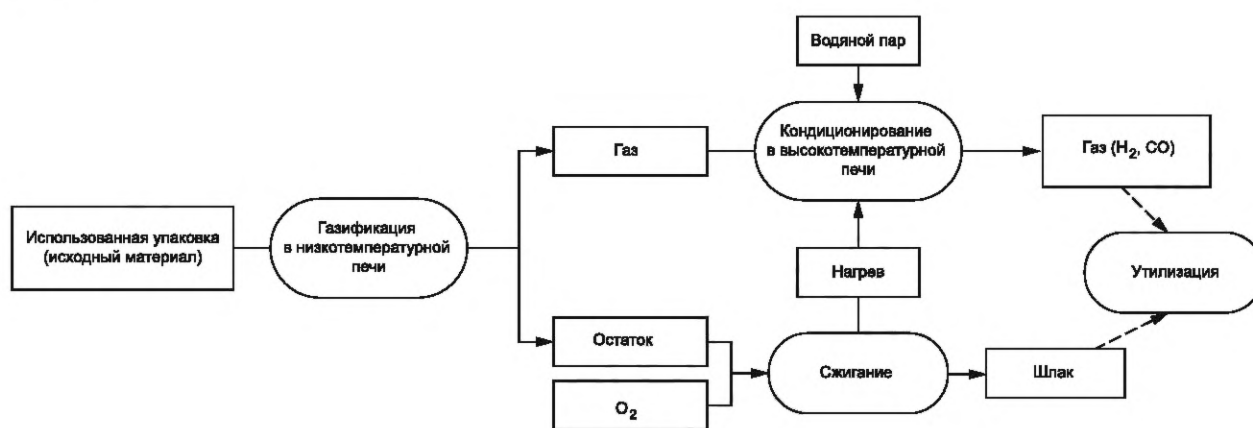 Водяной пар
Кондиционирование
в высокотемпературной
печи
Газ
Газ (H₂, CO)
Использованная упаковка
(исходный материал)
Газификация
в низкотемпературной
печи
Нагрев
Утилизация
Остаток
Сжигание
Шлак
O₂